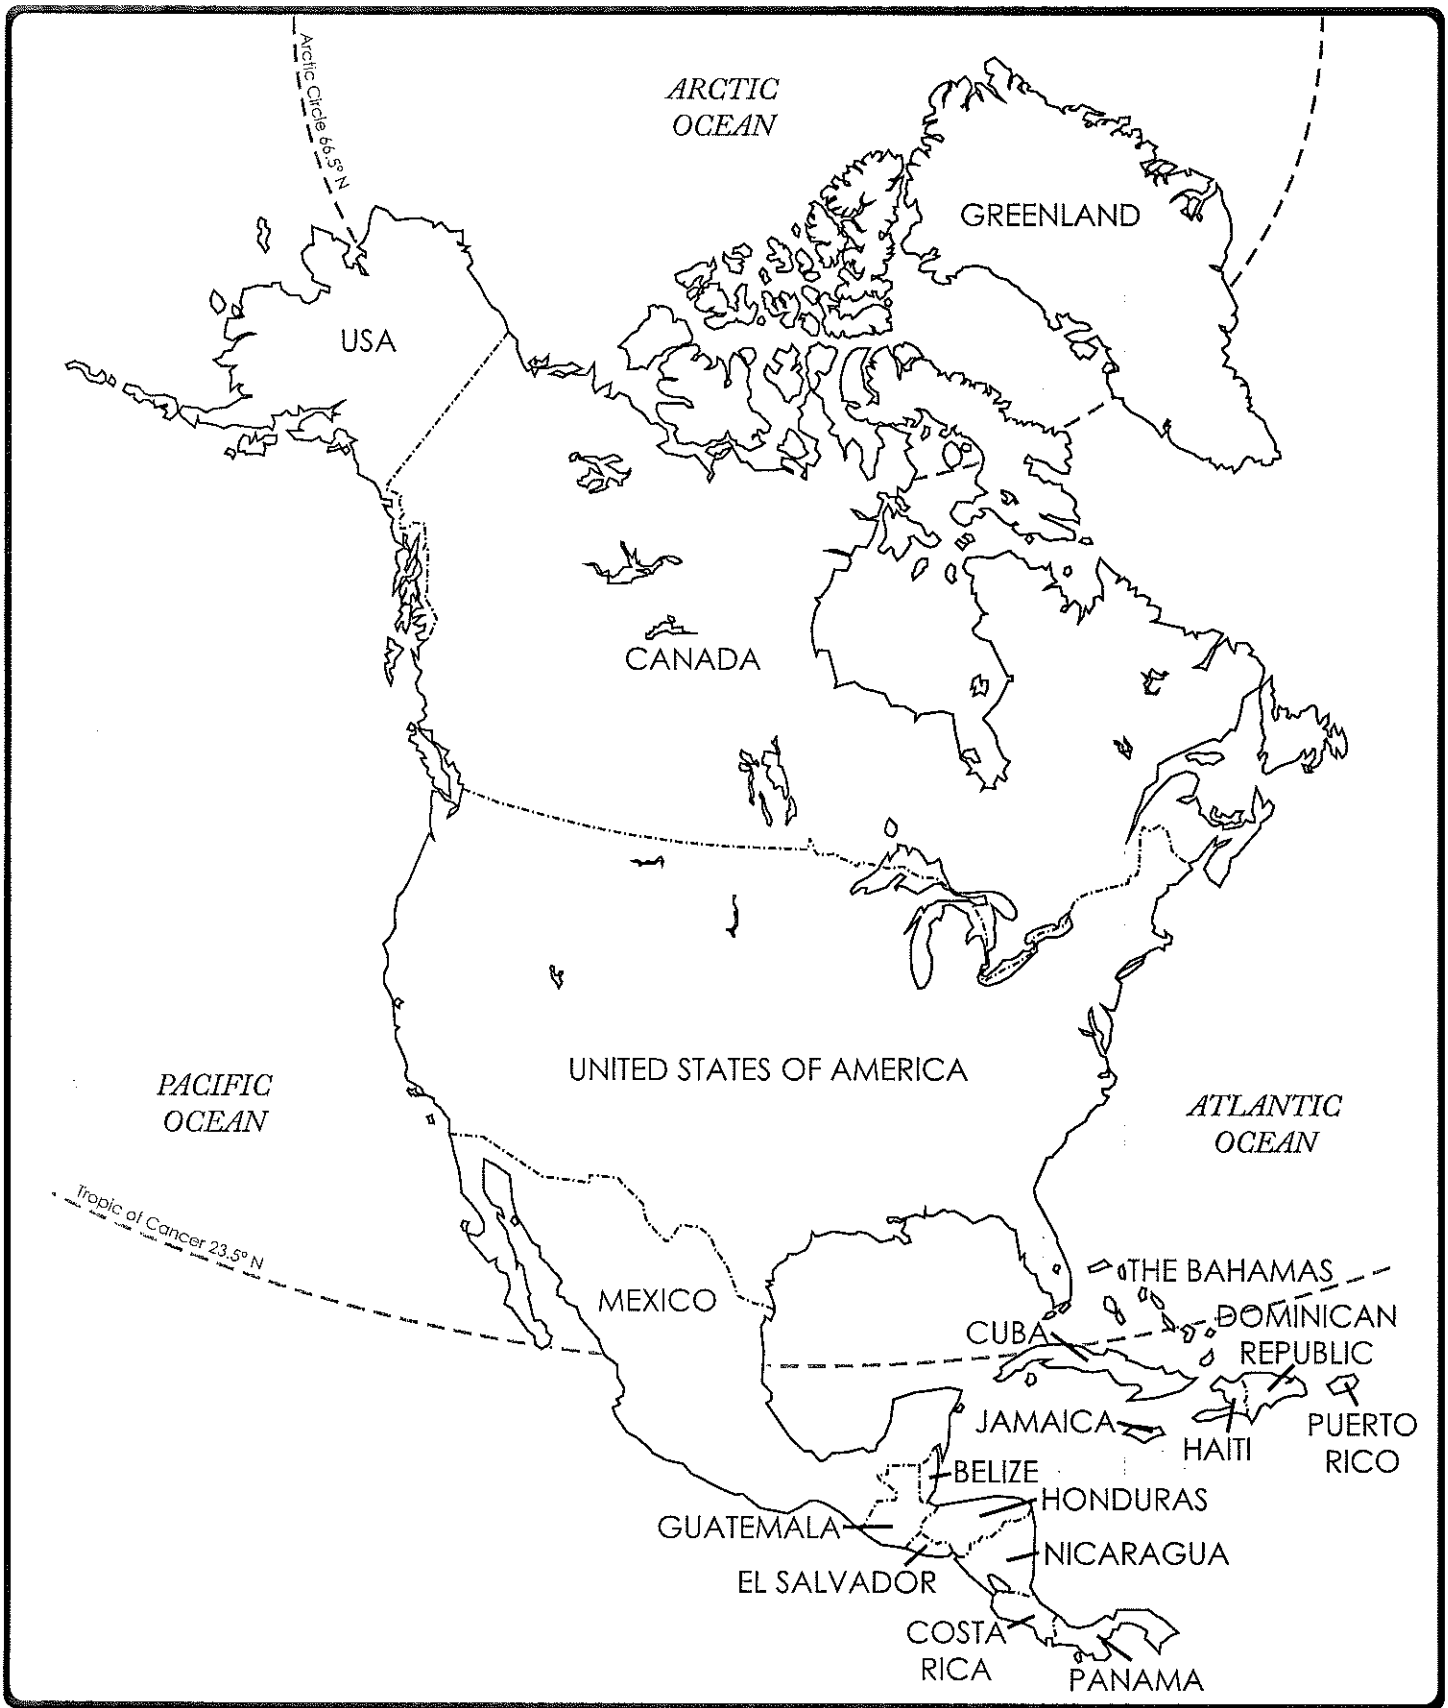 Arctic Circle 66.5° N
ARCTIC
OCEAN
GREENLAND
USA
CANADA
UNITED STATES OF AMERICA
PACIFIC
OCEAN
ATLANTIC
OCEAN
Tropic of Cancer 23.5° N
THE BAHAMAS
MEXICO
DOMINICAN
REPUBLIC
CUBA
JAMAICA
HAITI
PUERTO
RICO
BELIZE
HONDURAS
GUATEMALA
NICARAGUA
EL SALVADOR
COSTA
RICA
PANAMA